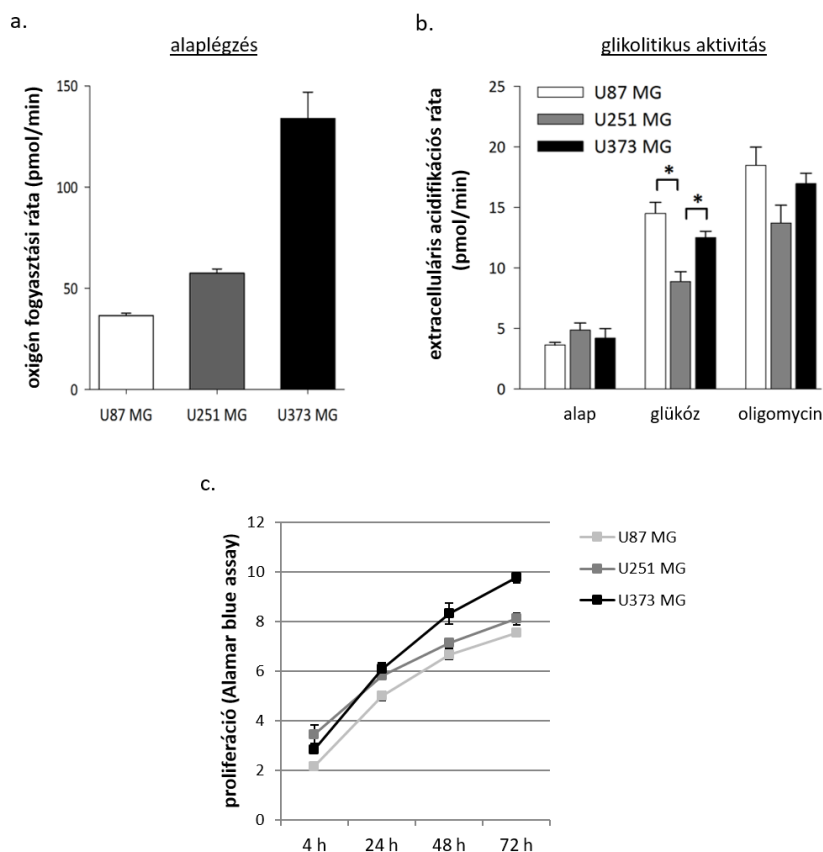 a.
alaplégzés
oxigén fogyasztási ráta (pmol/min)
150
100
50
0
U87 MG
U251 MG
U373 MG
b.
glikolitikus aktivitás
extracelluláris acidifikációs ráta
(pmol/min)
25
20
15
10
5
0
U87 MG
U251 MG
U373 MG
*
*
alap
glükóz
oligomycin
c.
proliferáció (Alamar blue assay)
12
10
8
6
4
2
0
4 h
24 h
48 h
72 h
U87 MG
U251 MG
U373 MG